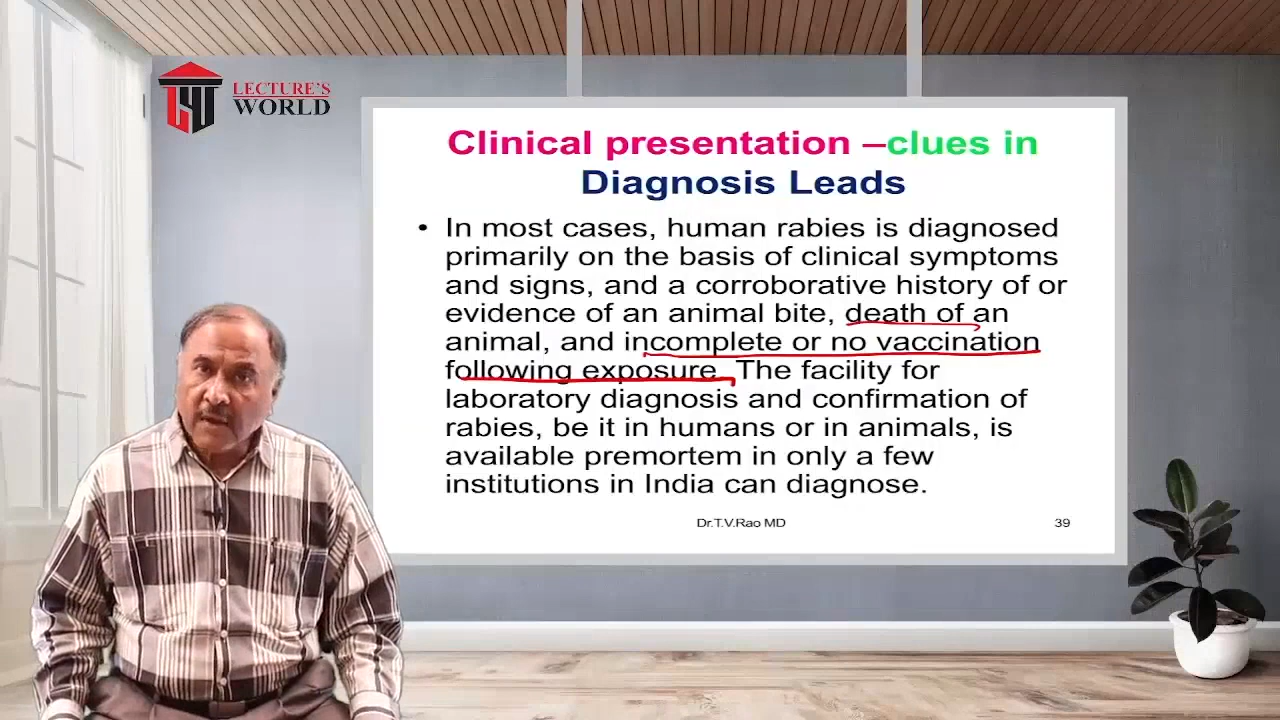 LECTURE'S
WORLD
Clinical presentation –clues in
Diagnosis Leads
• In most cases, human rabies is diagnosed
primarily on the basis of clinical symptoms
and signs, and a corroborative history of or
evidence of an animal bite, death of an
animal, and incomplete or no vaccination
following exposure. The facility for
laboratory diagnosis and confirmation of
rabies, be it in humans or in animals, is
available premortem in only a few
institutions in India can diagnose.
Dr.T.V.Rao MD
39